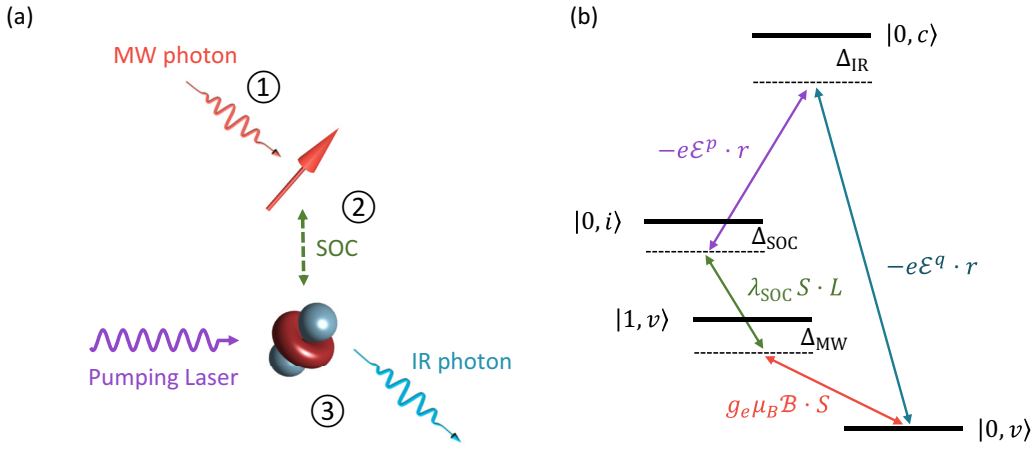 (a)
MW photon
①
②
SOC
Pumping Laser
IR photon
③
(b)
|0, c⟩
Δ_IR
−eℰ^p · r
|0, i⟩
Δ_SOC
−eℰ^q · r
λ_SOC S · L
|1, v⟩
Δ_MW
g_e μ_B ℬ · S
|0, v⟩